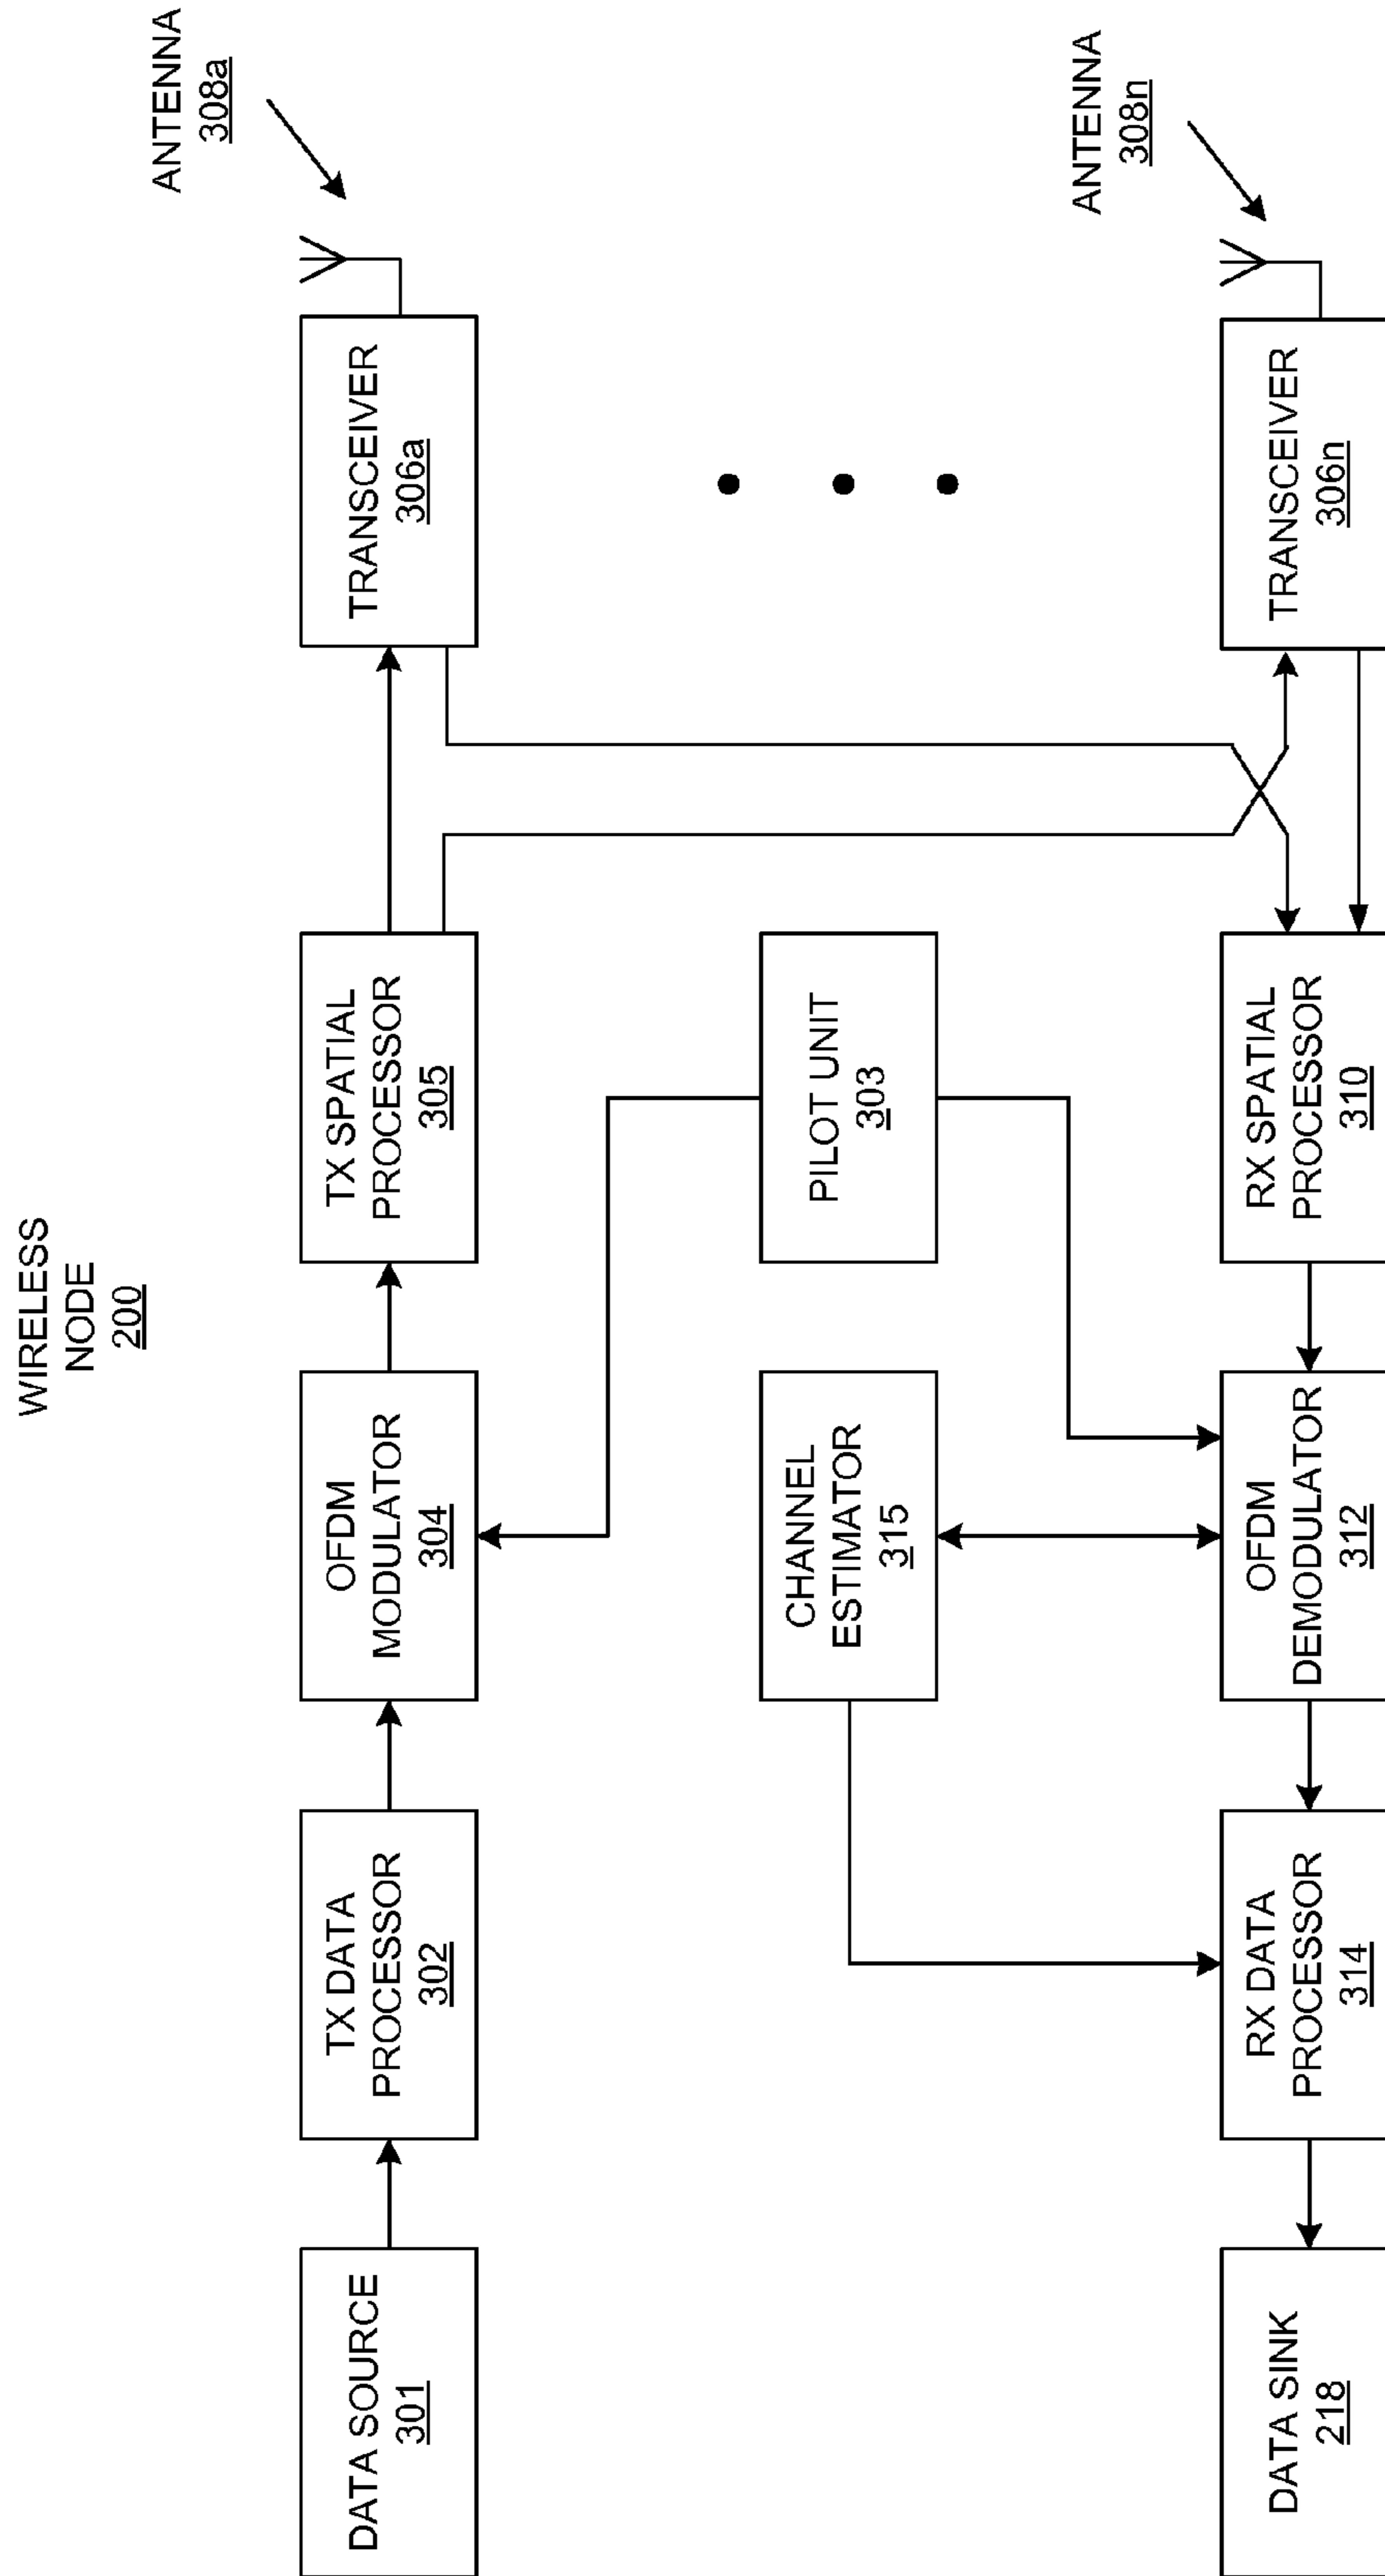 WIRELESS
NODE
200
DATA SOURCE
301
TX DATA
PROCESSOR
302
OFDM
MODULATOR
304
TX SPATIAL
PROCESSOR
305
TRANSCEIVER
306a
ANTENNA
308a
CHANNEL
ESTIMATOR
315
PILOT UNIT
303
DATA SINK
218
RX DATA
PROCESSOR
314
OFDM
DEMODULATOR
312
RX SPATIAL
PROCESSOR
310
TRANSCEIVER
306n
ANTENNA
308n